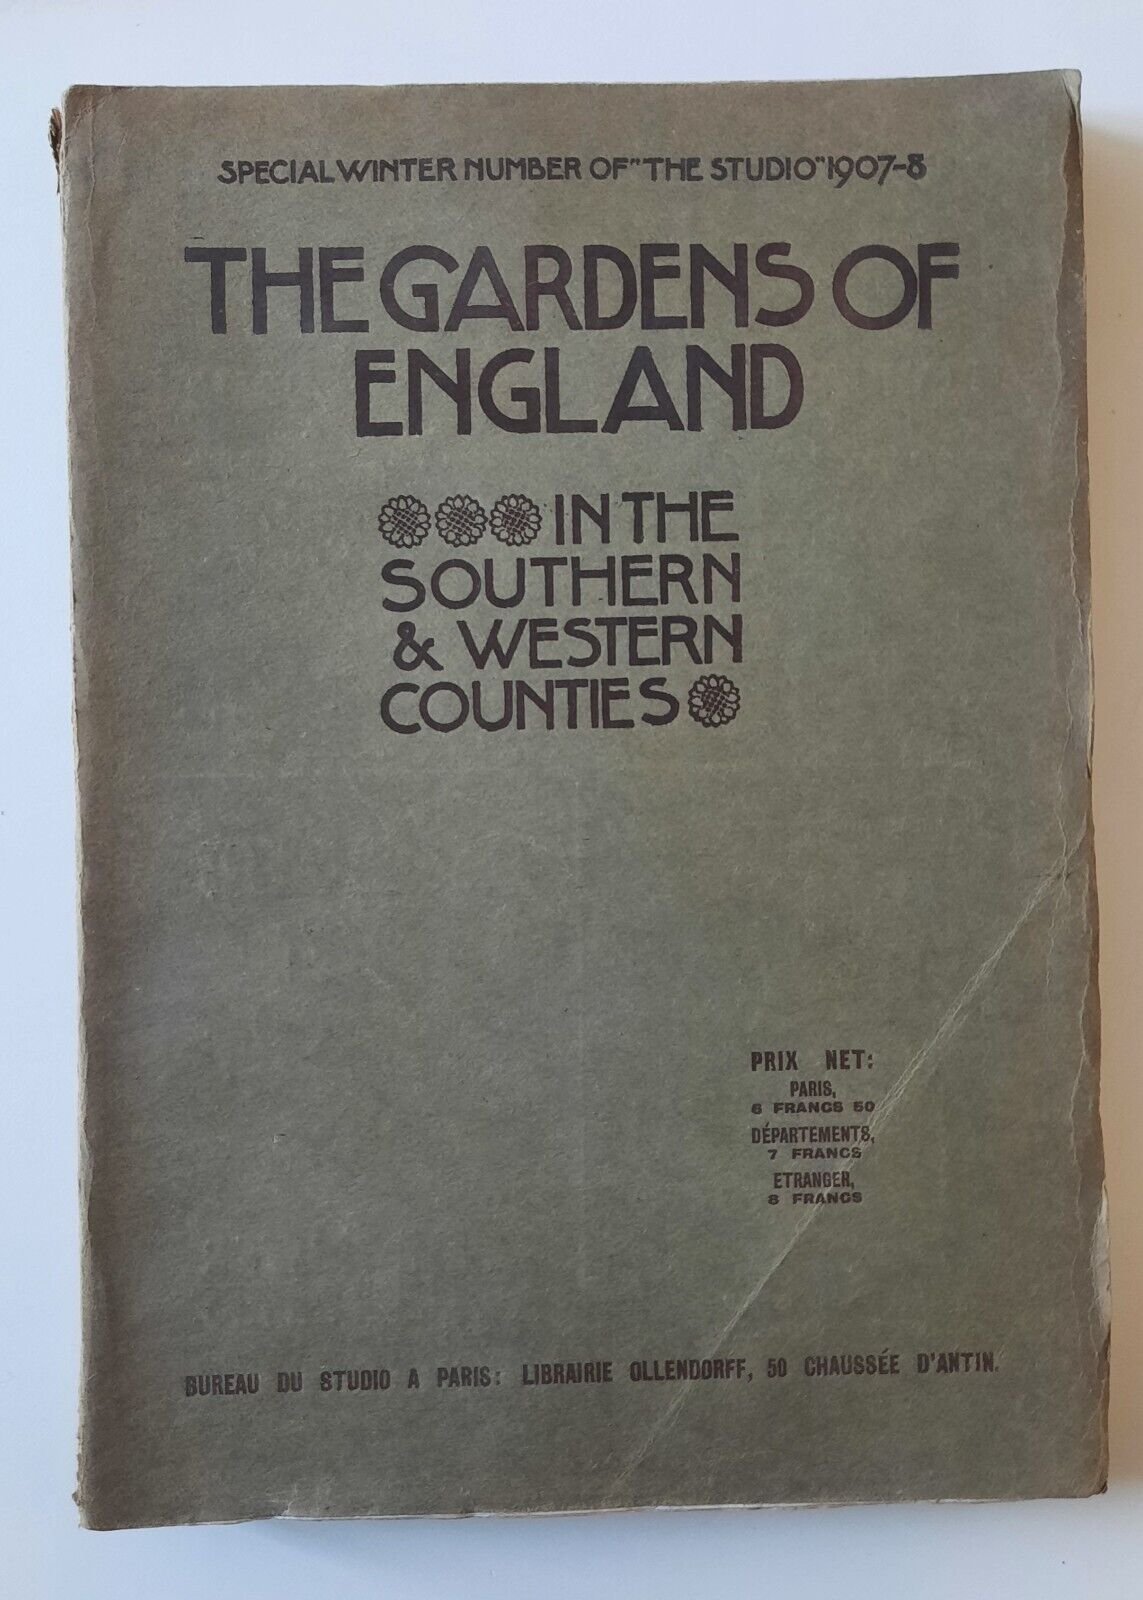 SPECIAL WINTER NUMBER OF "THE STUDIO" 1907-8
THE GARDENS OF
ENGLAND
IN THE
SOUTHERN
& WESTERN
COUNTIES
PRIX NET:
PARIS,
6 FRANCS 50
DÉPARTEMENTS,
7 FRANCS
ETRANGER,
8 FRANCS
BUREAU DU STUDIO A PARIS: LIBRAIRIE OLLENDORFF, 50 CHAUSSÉE D'ANTIN.